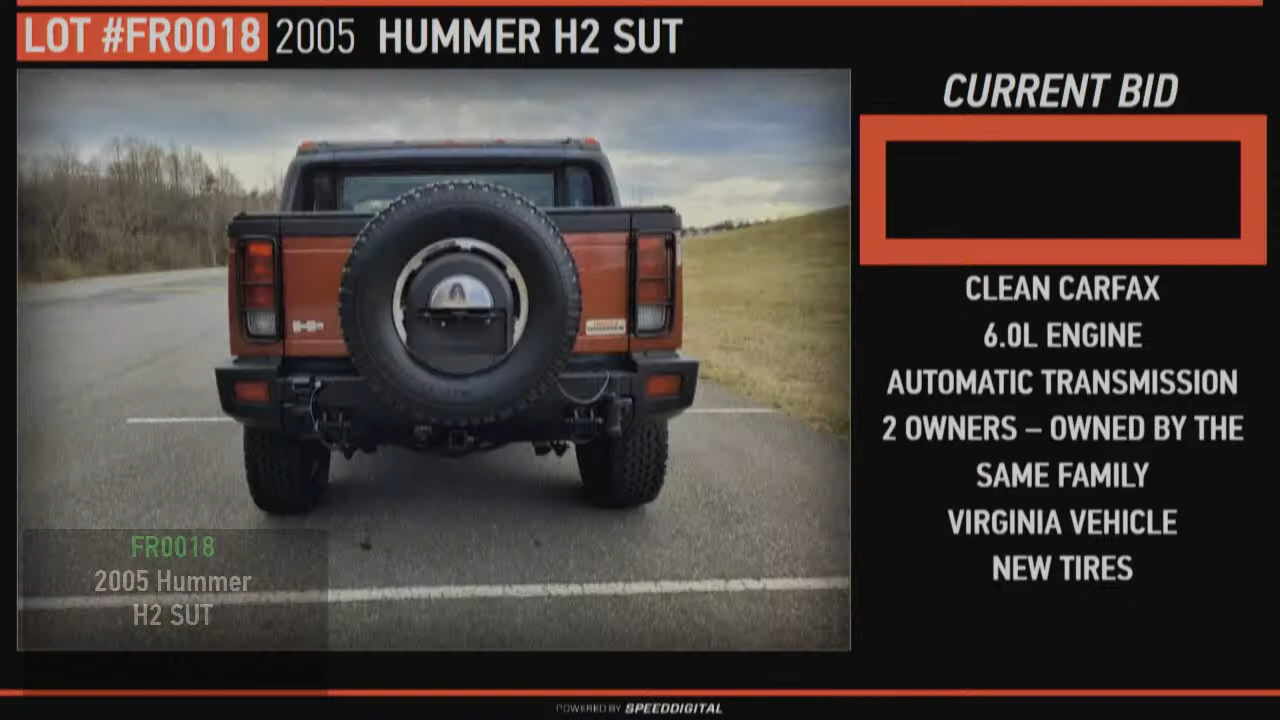 LOT #FR0018 2005 HUMMER H2 SUT
CURRENT BID
CLEAN CARFAX
6.0L ENGINE
AUTOMATIC TRANSMISSION
2 OWNERS – OWNED BY THE
SAME FAMILY
VIRGINIA VEHICLE
NEW TIRES
FR0018
2005 Hummer
H2 SUT
POWERED BY SPEEDDIGITAL